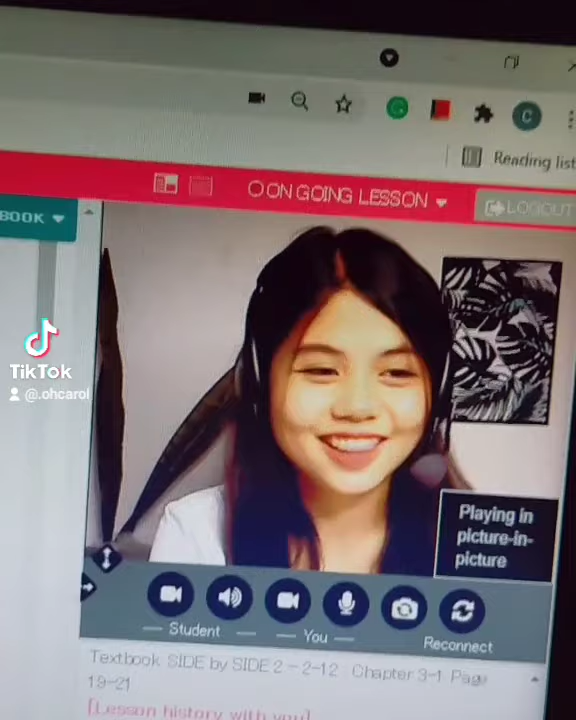 Reading list
BOOK
ON GOING LESSON
LOGOUT
TikTok
@.ohcarol
Playing in
picture-in-
picture
Student
You
Reconnect
Textbook SIDE by SIDE 2 - 2-12 Chapter 3-1 Page
19-21
[Lesson history with you]
C